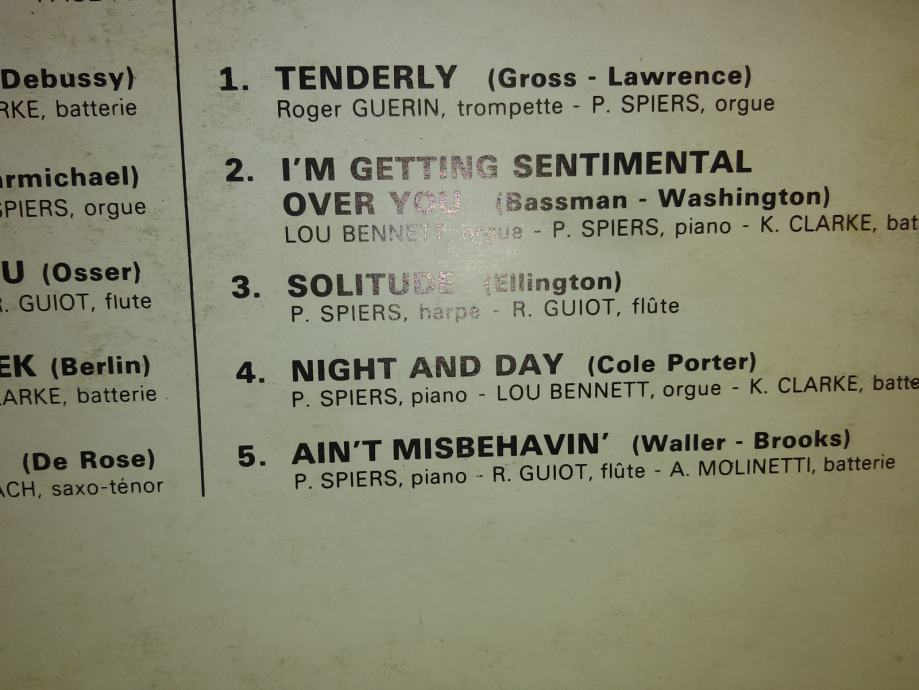 Debussy)
RKE, batterie
armichael)
SPIERS, orgue
U (Osser)
R. GUIOT, flute
EK (Berlin)
LARKE, batterie
(De Rose)
ACH, saxo-ténor
1. TENDERLY (Gross - Lawrence)
Roger GUERIN, trompette - P. SPIERS, orgue
2. I'M GETTING SENTIMENTAL
OVER YOU (Bassman - Washington)
LOU BENNETT, orgue - P. SPIERS, piano - K. CLARKE, bat
3. SOLITUDE (Ellington)
P. SPIERS, harpe - R. GUIOT, flûte
4. NIGHT AND DAY (Cole Porter)
P. SPIERS, piano - LOU BENNETT, orgue - K. CLARKE, batte
5. AIN'T MISBEHAVIN' (Waller - Brooks)
P. SPIERS, piano - R. GUIOT, flûte - A. MOLINETTI, batterie